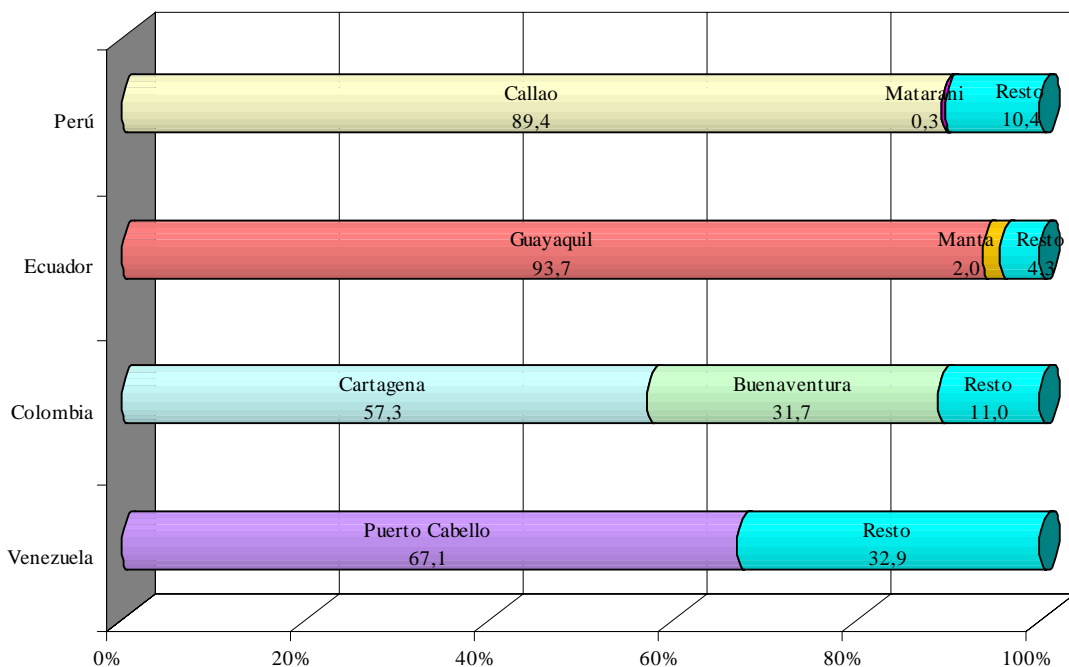 Perú
Callao
89,4
Matarani
0,3
Resto
10,4
Ecuador
Guayaquil
93,7
Manta
2,0
Resto
4,3
Colombia
Cartagena
57,3
Buenaventura
31,7
Resto
11,0
Venezuela
Puerto Cabello
67,1
Resto
32,9
0% 20% 40% 60% 80% 100%